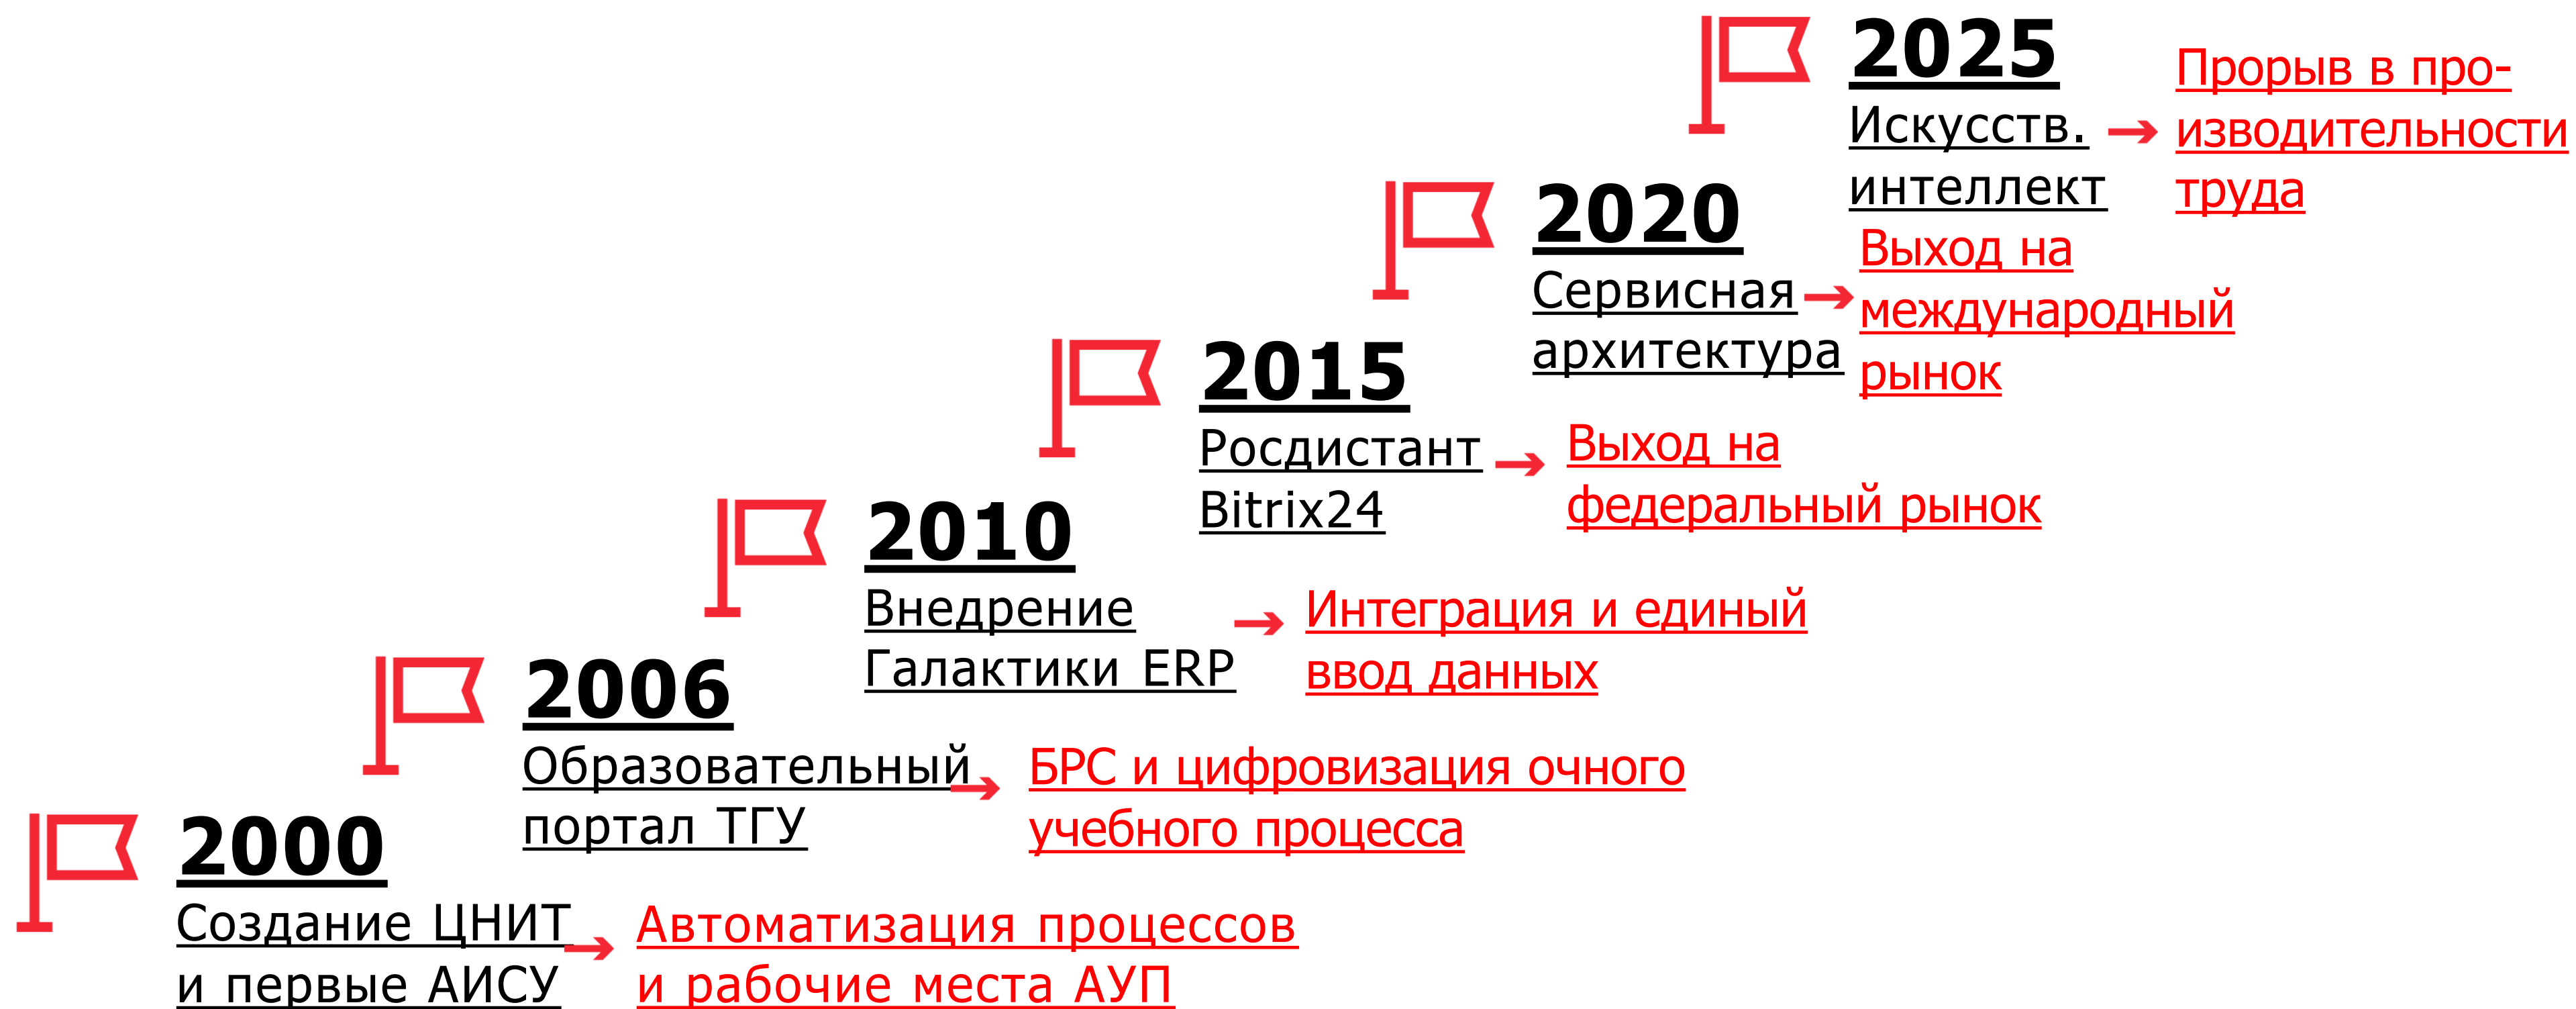 2025
Искусств.
интеллект
Прорыв в про-
изводительности
труда
2020
Сервисная
архитектура
Выход на
международный
рынок
2015
Росдистант
Bitrix24
Выход на
федеральный рынок
2010
Внедрение
Галактики ERP
Интеграция и единый
ввод данных
2006
Образовательный
портал ТГУ
БРС и цифровизация очного
учебного процесса
2000
Создание ЦНИТ
и первые АИСУ
Автоматизация процессов
и рабочие места АУП